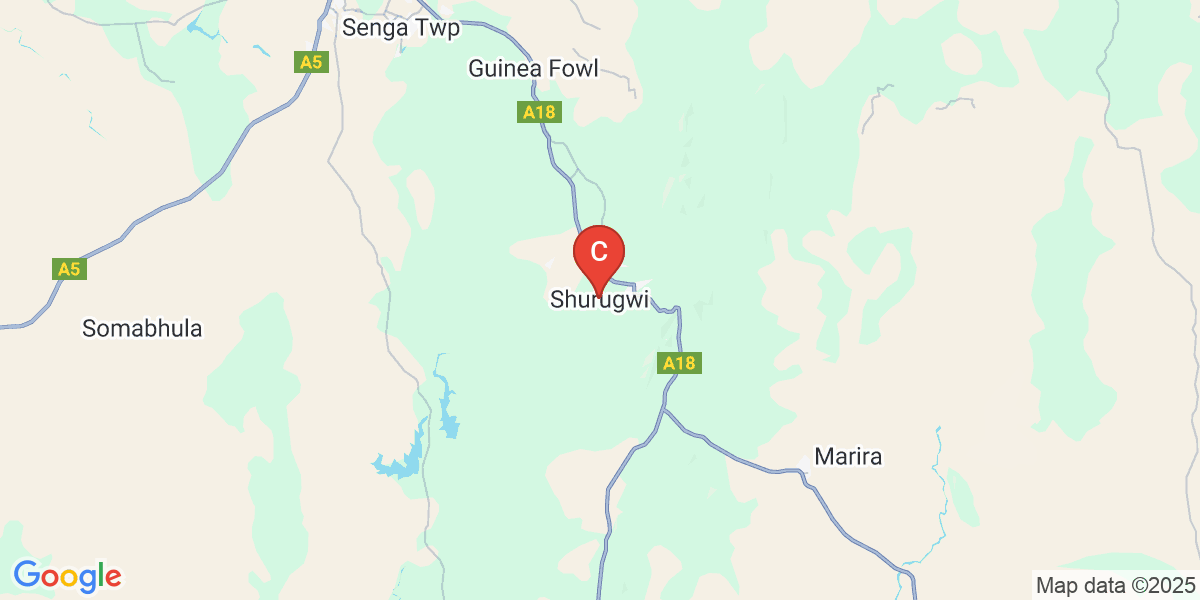 Senga Twp
A5
Guinea Fowl
A18
C
A5
Shurugwi
Somabhula
A18
Marira
Google
Map data ©2025